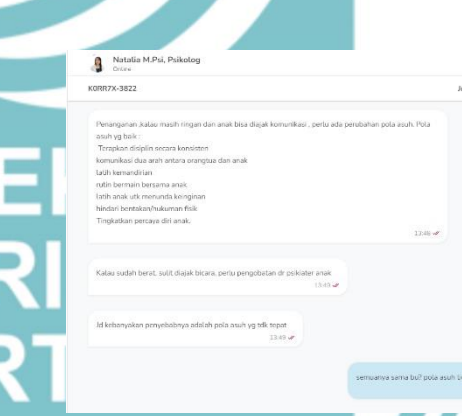 Natalia M.Psi, Psikolog
Online
K0RR7X-3822
Penanganan ,kalau masih ringan dan anak bisa diajak komunikasi , perlu ada perubahan pola asuh. Pola
asuh yg baik :
Terapkan disiplin secara konsisten
komunikasi dua arah antara orangtua dan anak
latih kemandirian
rutin bermain bersama anak
latih anak utk menunda keinginan
hindari bentakan/hukuman fisik
Tingkatkan percaya diri anak.
13:48
Kalau sudah berat, sulit diajak bicara, perlu pengobatan dr psikiater anak
13:49
Jd kebanyakan penyebabnya adalah pola asuh yg tdk tepat
13:49
semuanya sama bu? pola asuh
RI
RT